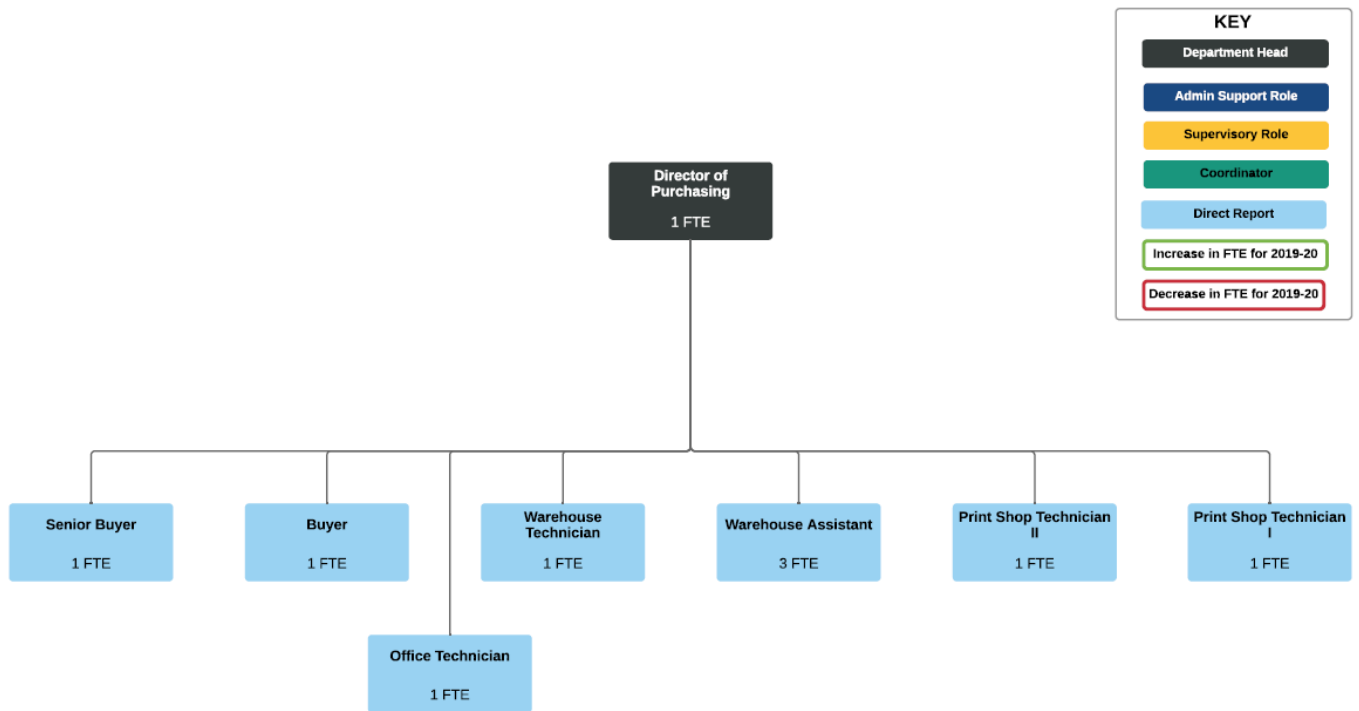 KEY
Department Head
Admin Support Role
Supervisory Role
Coordinator
Direct Report
Increase in FTE for 2019-20
Decrease in FTE for 2019-20
Director of
Purchasing
1 FTE
Senior Buyer
1 FTE
Buyer
1 FTE
Warehouse
Technician
1 FTE
Warehouse Assistant
3 FTE
Print Shop Technician
II
1 FTE
Print Shop Technician
I
1 FTE
Office Technician
1 FTE